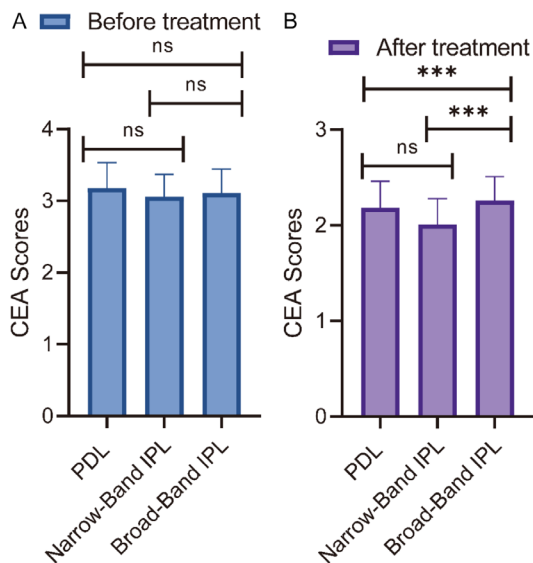 A Before treatment
ns
ns
ns
CEA Scores
4
3
2
1
0
PDL
Narrow-Band IPL
Broad-Band IPL
B
After treatment
***
***
ns
CEA Scores
3
2
1
0
PDL
Narrow-Band IPL
Broad-Band IPL